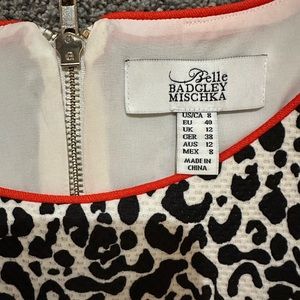 Belle
BADGLEY
MISCHKA
US/CA 8
EU 40
UK 12
GER 38
AUS 12
MEX 8
MADE IN
CHINA